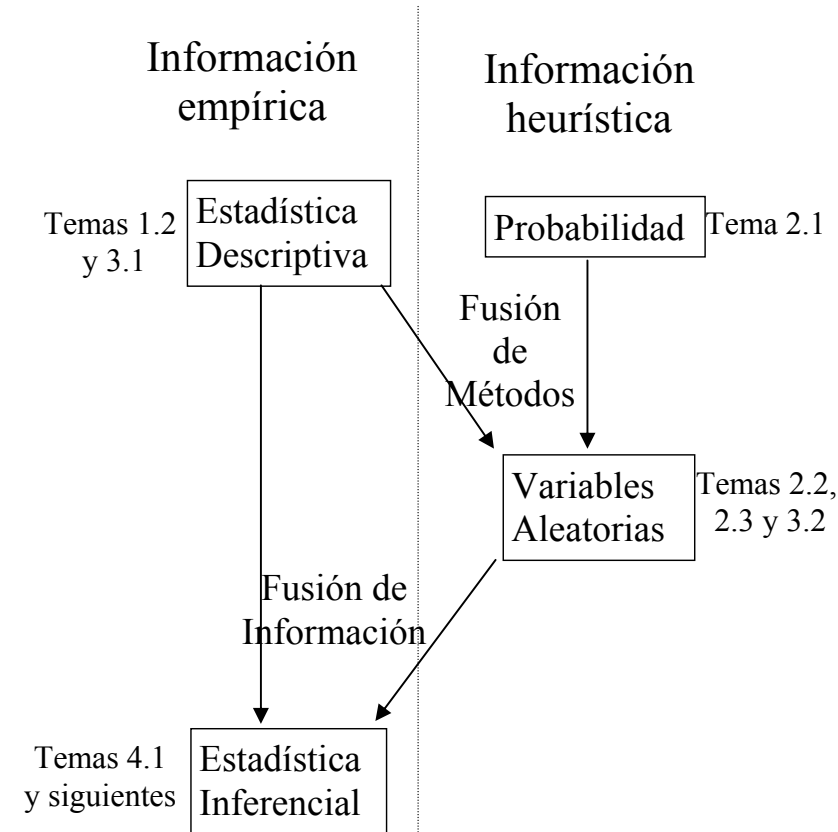 Información
empírica
Información
heurística
Temas 1.2
y 3.1
Estadística
Descriptiva
Probabilidad
Tema 2.1
Fusión
de
Métodos
Variables
Aleatorias
Temas 2.2,
2.3 y 3.2
Fusión de
Información
Temas 4.1
y siguientes
Estadística
Inferencial